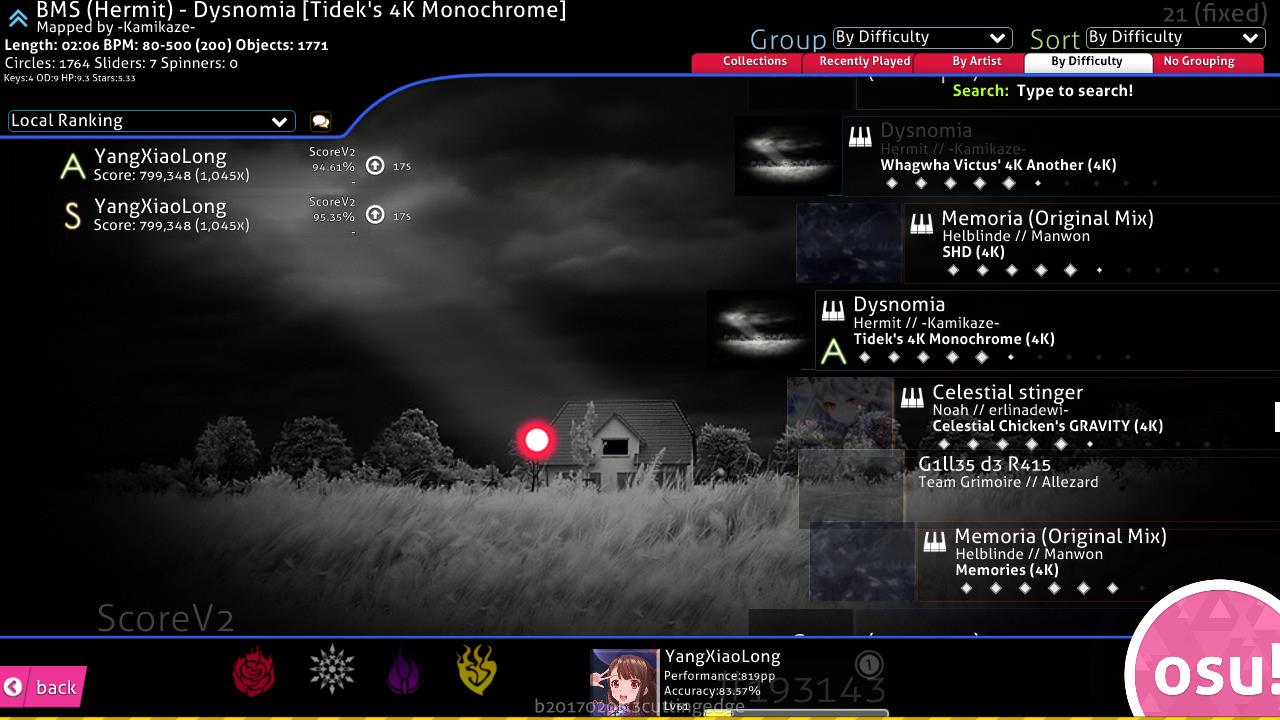 BMS (Hermit) - Dysnomia [Tidek's 4K Monochrome]
Mapped by -Kamikaze-
Length: 02:06 BPM: 80-500 (200) Objects: 1771
Circles: 1764 Sliders: 7 Spinners: 0
Keys:4 OD:9 HP:9.3 Stars:5.33
21 (fixed)
Group By Difficulty
Sort By Difficulty
Collections Recently Played By Artist By Difficulty No Grouping
Search: Type to search!
Local Ranking
A YangXiaoLong
Score: 799,348 (1,045x)
ScoreV2
94.61%
-
17s
S YangXiaoLong
Score: 799,348 (1,045x)
ScoreV2
95.35%
-
17s
Dysnomia
Hermit // -Kamikaze-
Whagwha Victus' 4K Another (4K)
Memoria (Original Mix)
Helblinde // Manwon
SHD (4K)
Dysnomia
Hermit // -Kamikaze-
Tidek's 4K Monochrome (4K)
A
Celestial stinger
Noah // erlinadewi-
Celestial Chicken's GRAVITY (4K)
G1ll35 d3 R415
Team Grimoire // Allezard
Memoria (Original Mix)
Helblinde // Manwon
Memories (4K)
ScoreV2
back
YangXiaoLong
Performance:819pp
Accuracy:83.57%
Lv61
1
osu!